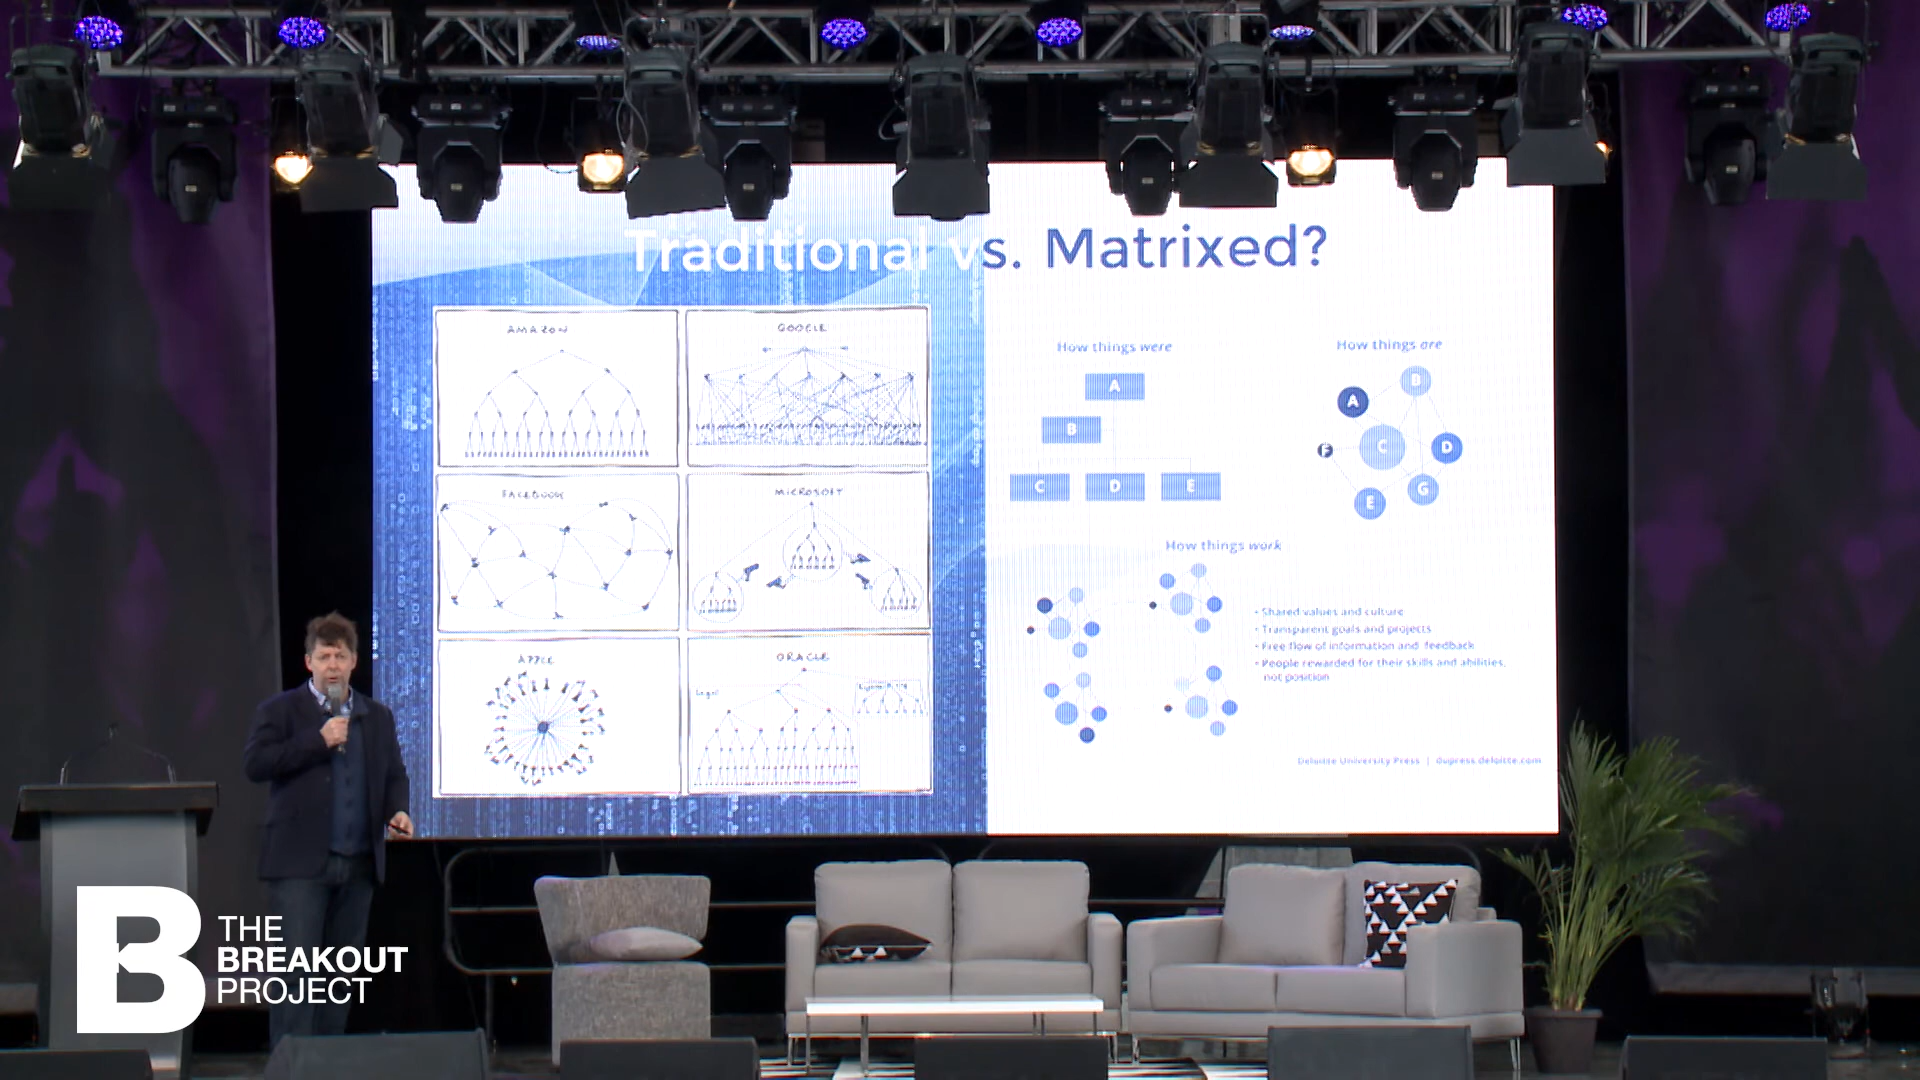 Traditional vs. Matrixed?
AMAZON
GOOGLE
FACEBOOK
MICROSOFT
APPLE
ORACLE
Legal
How things were
A
B
C
D
E
How things are
A
B
C
D
E
F
G
How things work
• Shared values and culture
• Transparent goals and projects
• Free flow of information and feedback
• People rewarded for their skills and abilities,
not position
Deloitte University Press | dupress.deloitte.com
B
THE
BREAKOUT
PROJECT